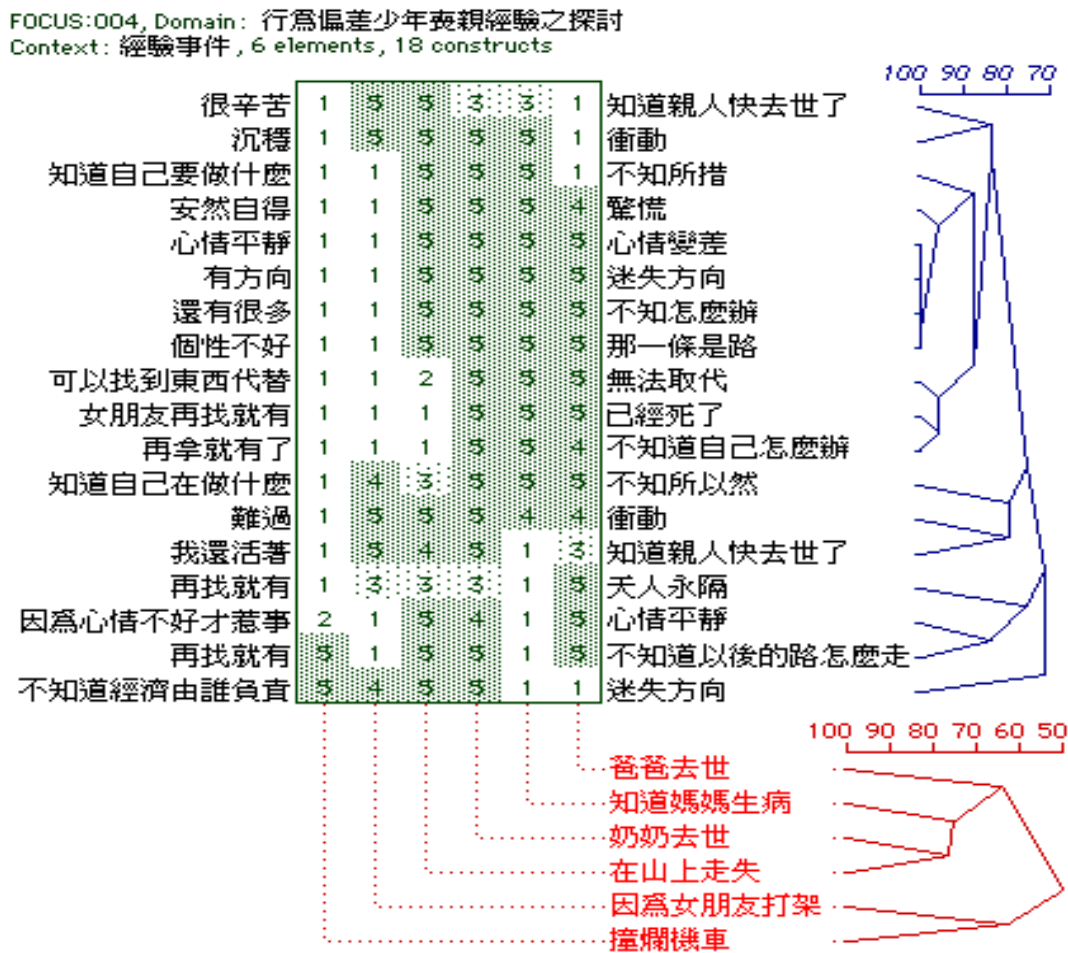 FOCUS:004, Domain: 行為偏差少年喪親經驗之探討
Context: 經驗事件, 6 elements, 18 constructs
100 90 80 70
很辛苦 1 5 5 3 3 1 知道親人快去世了
沉穩 1 5 5 5 5 1 衝動
知道自己要做什麼 1 1 5 5 5 1 不知所措
安然自得 1 1 5 5 5 4 驚慌
心情平靜 1 1 5 5 5 5 心情變差
有方向 1 1 5 5 5 5 迷失方向
還有很多 1 1 5 5 5 5 不知怎麼辦
個性不好 1 1 5 5 5 5 那一條是路
可以找到東西代替 1 1 2 5 5 5 無法取代
女朋友再找就有 1 1 1 5 5 5 已經死了
再拿就有了 1 1 1 5 5 4 不知道自己怎麼辦
知道自己在做什麼 1 4 3 5 5 5 不知所以然
難過 1 5 5 5 4 4 衝動
我還活著 1 5 4 5 1 3 知道親人快去世了
再找就有 1 3 3 3 1 5 天人永隔
因為心情不好才惹事 2 1 5 4 1 5 心情平靜
再找就有 5 1 5 5 1 5 不知道以後的路怎麼走
不知道經濟由誰負責 5 4 5 5 1 1 迷失方向
100 90 80 70 60 50
爸爸去世
知道媽媽生病
奶奶去世
在山上走失
因為女朋友打架
撞爛機車